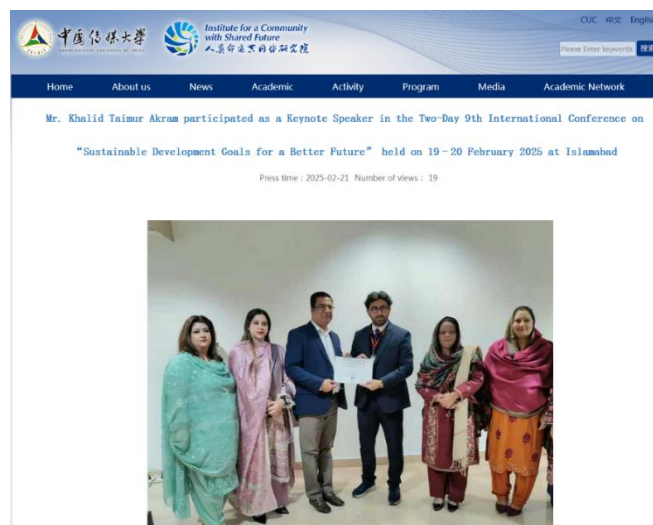 CUC 中文 English
中国传媒大学
Institute for a Community
with Shared Future
人类命运共同体研究院
Please Enter keywords 搜索
Home About us News Academic Activity Program Media Academic Network
Mr. Khalid Taimur Akram participated as a Keynote Speaker in the Two-Day 9th International Conference on
“Sustainable Development Goals for a Better Future” held on 19-20 February 2025 at Islamabad
Press time : 2025-02-21 Number of views : 19